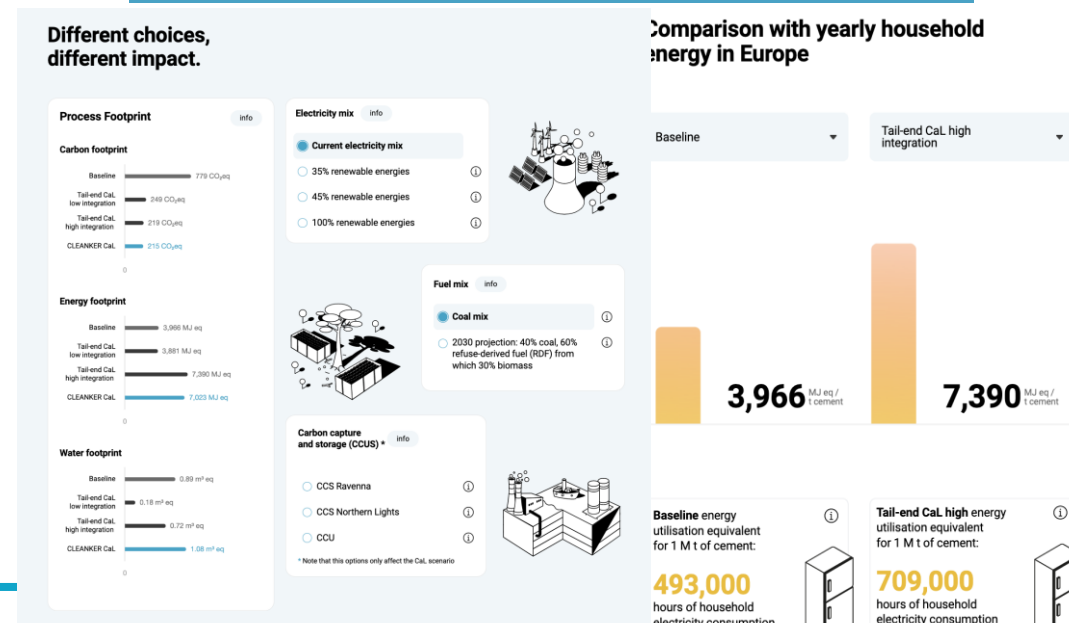 Different choices,
different impact.
Process Footprint
info
Carbon footprint
Baseline
779 CO₂eq
Tail-end CaL
low integration
249 CO₂eq
Tail-end CaL
high integration
219 CO₂eq
CLEANKER CaL
215 CO₂eq
0
Energy footprint
Baseline
3,966 MJ eq
Tail-end CaL
low integration
3,881 MJ eq
Tail-end CaL
high integration
7,390 MJ eq
CLEANKER CaL
7,023 MJ eq
0
Water footprint
Baseline
0.89 m³ eq
Tail-end CaL
low integration
0.18 m³ eq
Tail-end CaL
high integration
0.72 m³ eq
CLEANKER CaL
1.08 m³ eq
0
Electricity mix
info
Current electricity mix
35% renewable energies
45% renewable energies
100% renewable energies
Fuel mix
info
Coal mix
2030 projection: 40% coal, 60%
refuse-derived fuel (RDF) from
which 30% biomass
Carbon capture
and storage (CCUS) *
info
CCS Ravenna
CCS Northern Lights
CCU
* Note that this options only affect the CaL scenario
Comparison with yearly household
energy in Europe
Baseline
Tail-end CaL high
integration
3,966 MJ eq /
t cement
7,390 MJ eq /
t cement
Baseline energy
utilisation equivalent
for 1 M t of cement:
493,000
hours of household
electricity consumption
Tail-end CaL high energy
utilisation equivalent
for 1 M t of cement:
709,000
hours of household
electricity consumption